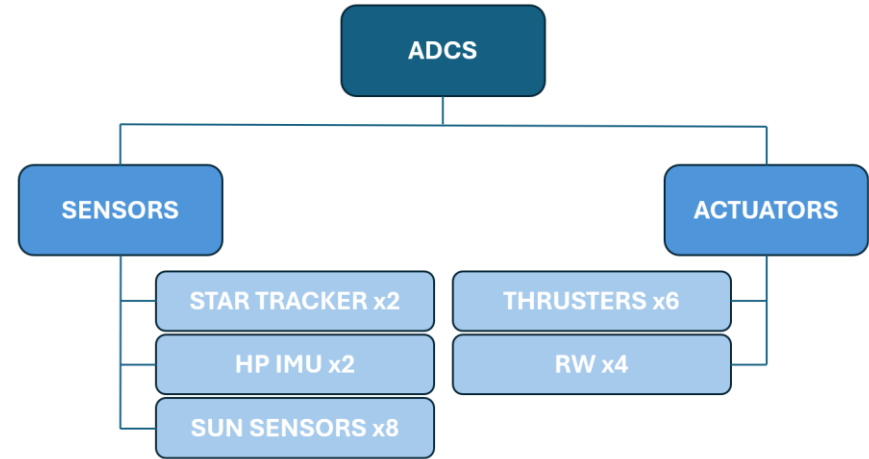 ADCS
SENSORS
ACTUATORS
STAR TRACKER x2
THRUSTERS x6
HP IMU x2
RW x4
SUN SENSORS x8